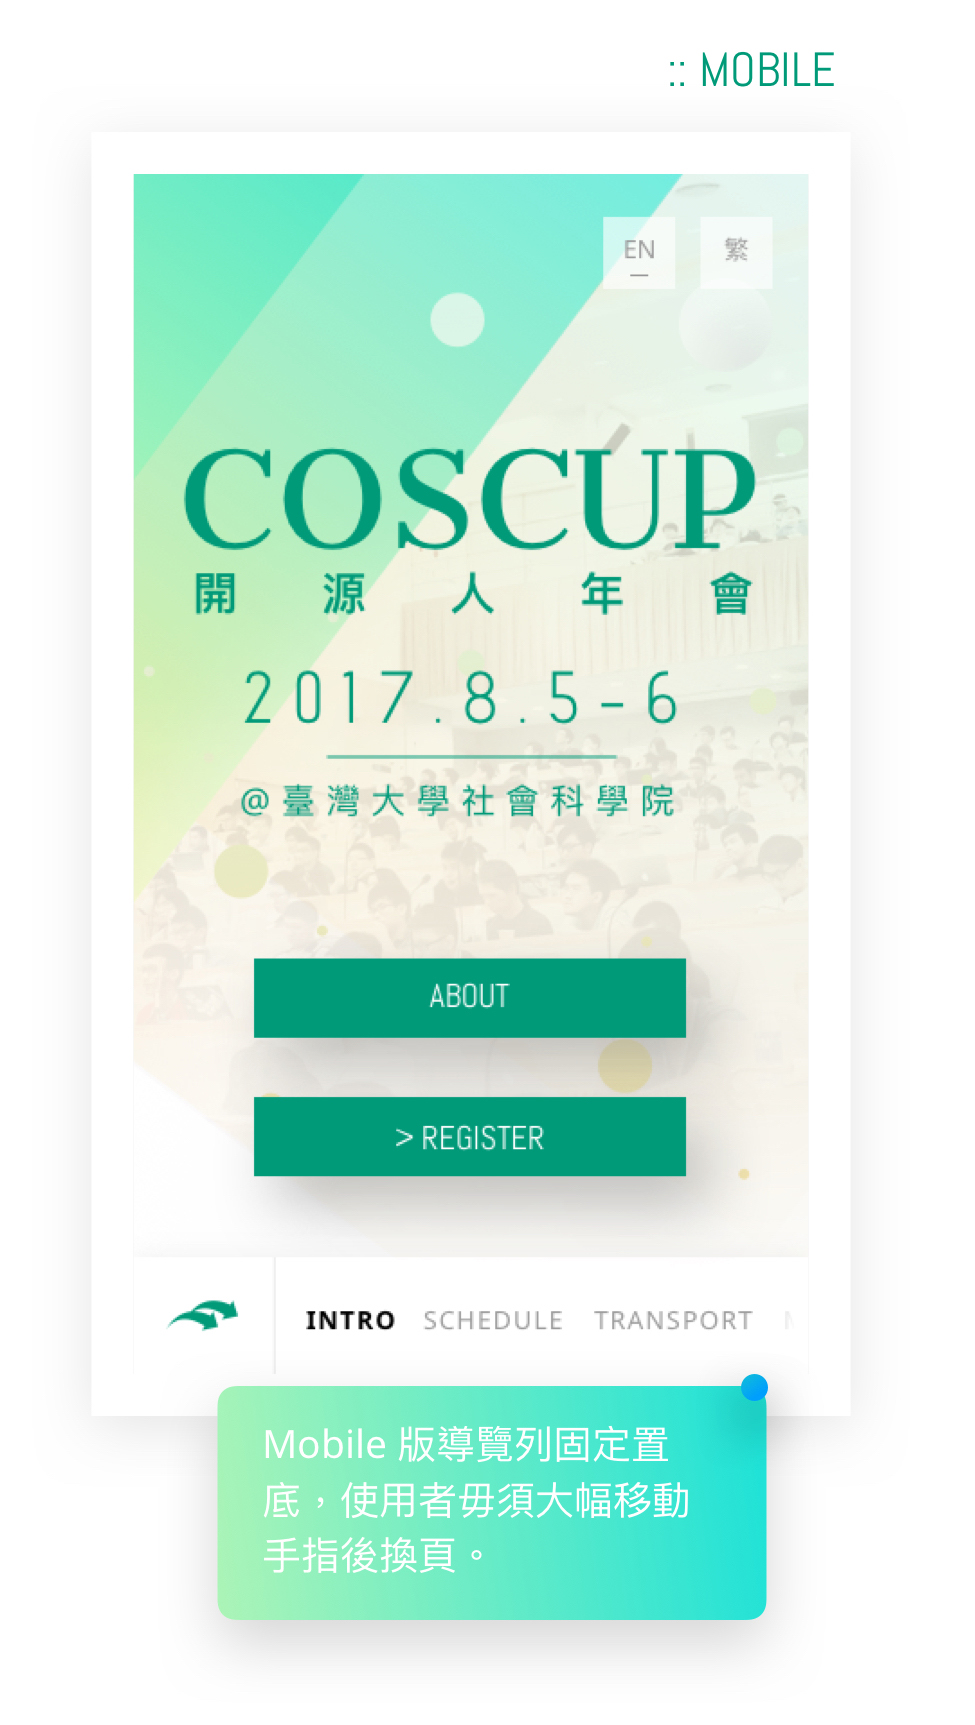 :: MOBILE
EN
繁
COSCUP
開源人年會
2017.8.5-6
@臺灣大學社會科學院
ABOUT
> REGISTER
INTRO SCHEDULE TRANSPORT
Mobile 版導覽列固定置
底，使用者毋須大幅移動
手指後換頁。